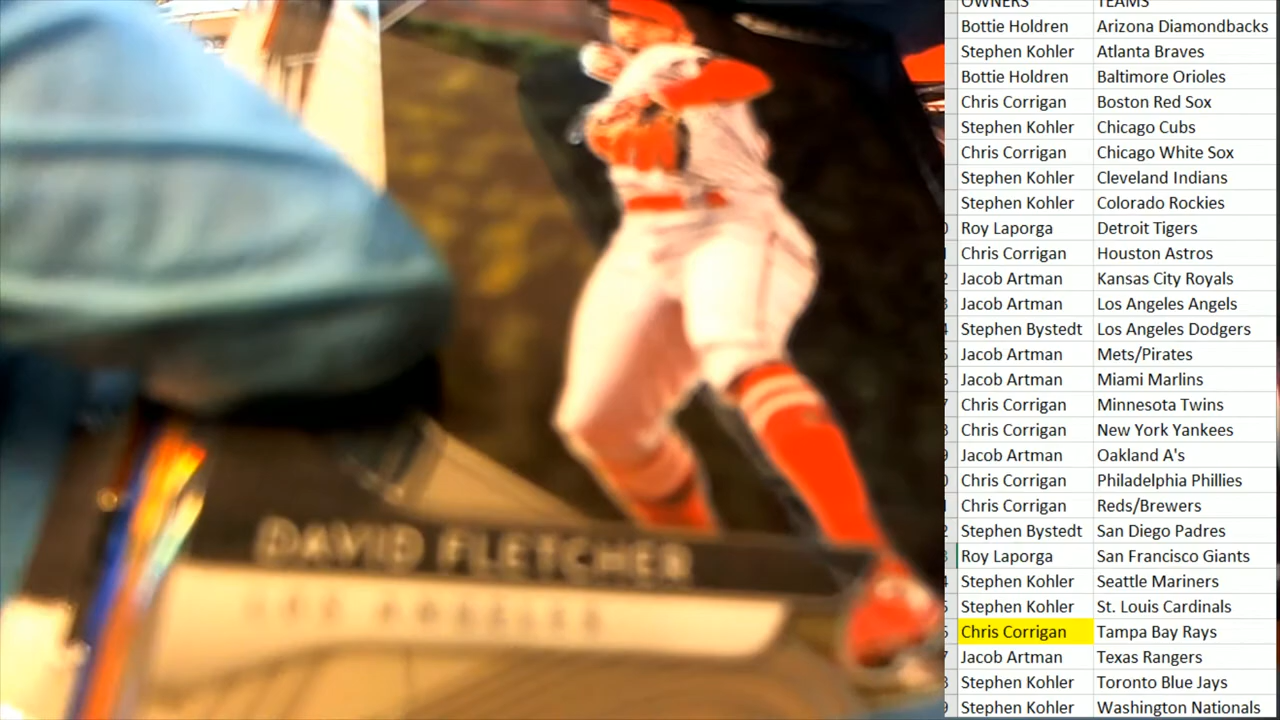 OWNERS TEAMS
Bottie Holdren Arizona Diamondbacks
Stephen Kohler Atlanta Braves
Bottie Holdren Baltimore Orioles
Chris Corrigan Boston Red Sox
Stephen Kohler Chicago Cubs
Chris Corrigan Chicago White Sox
Stephen Kohler Cleveland Indians
Stephen Kohler Colorado Rockies
Roy Laporga Detroit Tigers
Chris Corrigan Houston Astros
Jacob Artman Kansas City Royals
Jacob Artman Los Angeles Angels
Stephen Bystedt Los Angeles Dodgers
Jacob Artman Mets/Pirates
Jacob Artman Miami Marlins
Chris Corrigan Minnesota Twins
Chris Corrigan New York Yankees
Jacob Artman Oakland A's
Chris Corrigan Philadelphia Phillies
Chris Corrigan Reds/Brewers
Stephen Bystedt San Diego Padres
Roy Laporga San Francisco Giants
Stephen Kohler Seattle Mariners
Stephen Kohler St. Louis Cardinals
Chris Corrigan Tampa Bay Rays
Jacob Artman Texas Rangers
Stephen Kohler Toronto Blue Jays
Stephen Kohler Washington Nationals
DAVID FLETCHER
LOS ANGELES